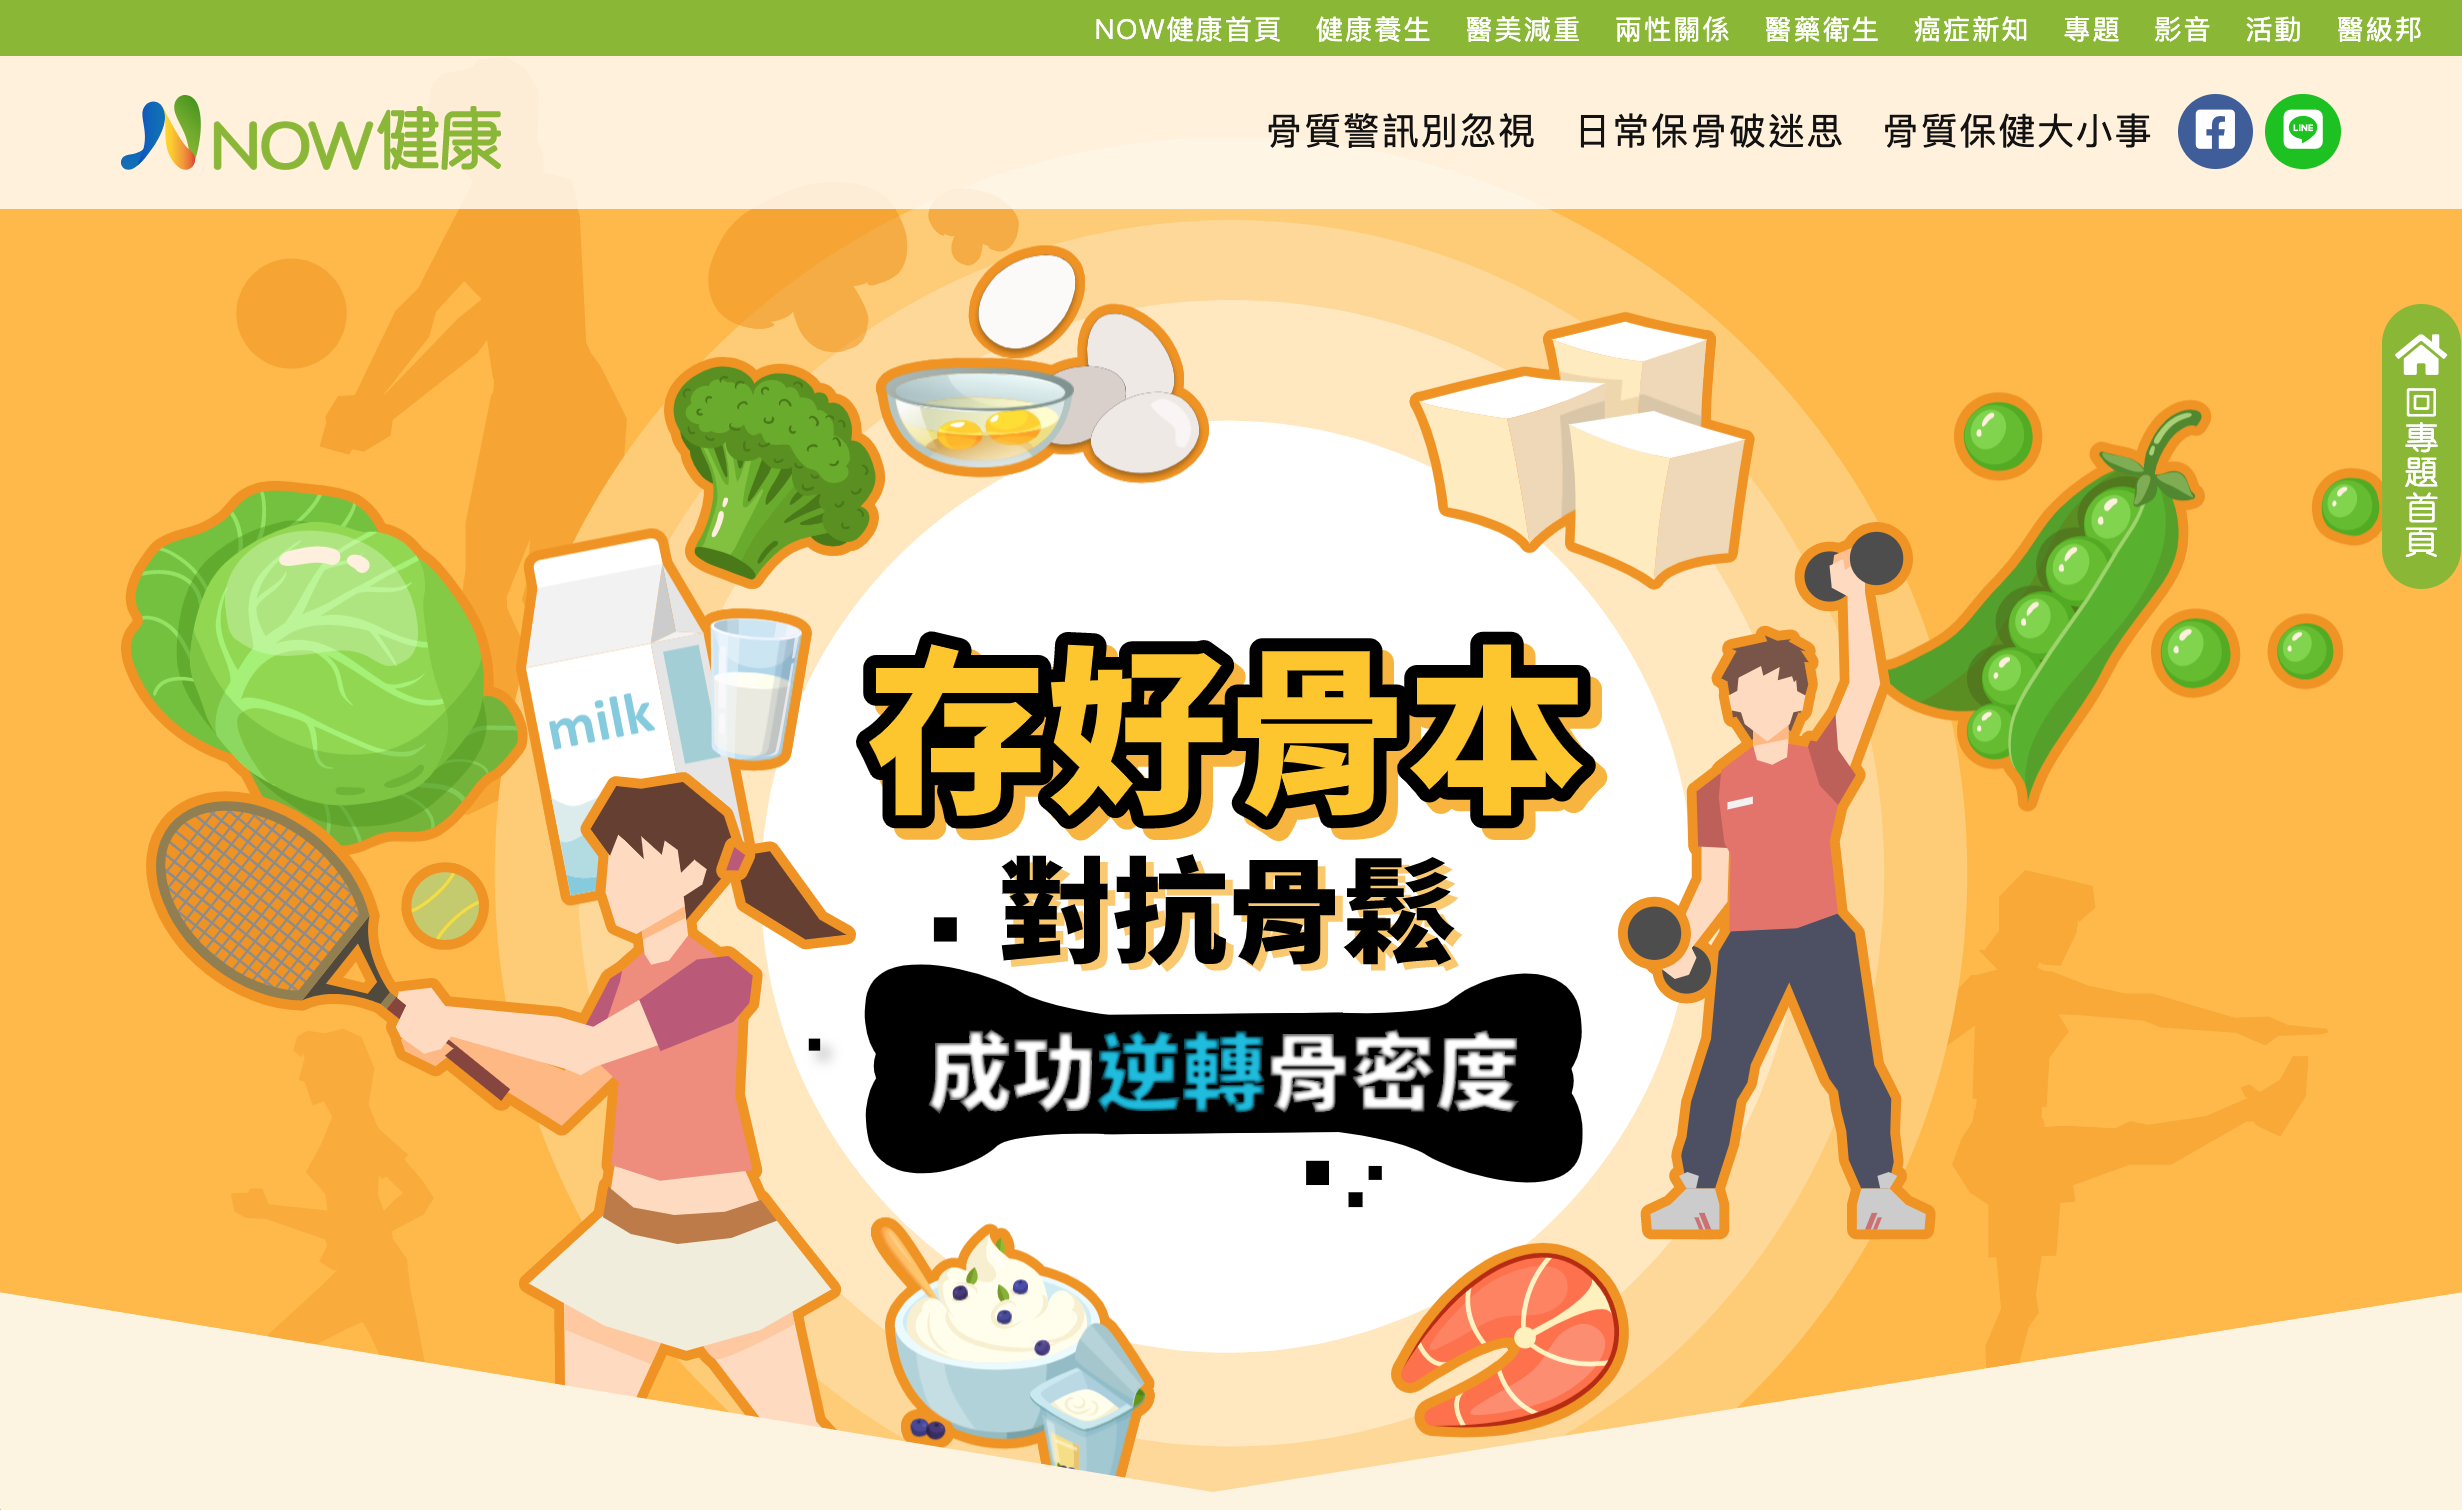 NOW健康首頁 健康養生 醫美減重 兩性關係 醫藥衛生 癌症新知 專題 影音 活動 醫級邦
NOW健康
骨質警訊別忽視 日常保骨破迷思 骨質保健大小事
LINE
回專題首頁
milk
存好骨本
對抗骨鬆
成功逆轉骨密度